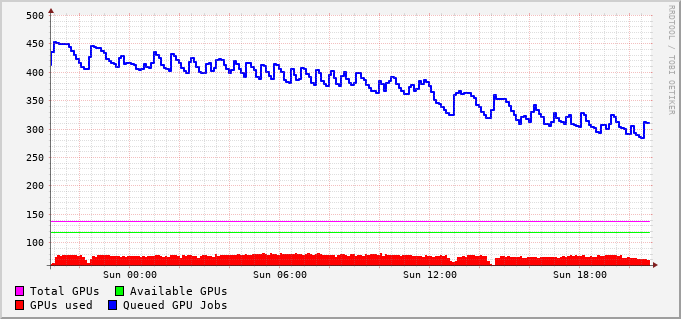 500
450
400
350
300
250
200
150
100
Sun 00:00 Sun 06:00 Sun 12:00 Sun 18:00
Total GPUs Available GPUs
GPUs used Queued GPU Jobs
RRDTOOL / TOBI OETIKER